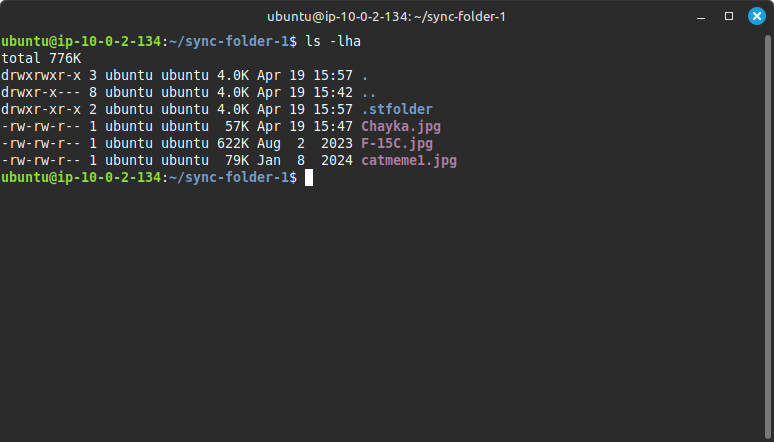 ubuntu@ip-10-0-2-134: ~/sync-folder-1
ubuntu@ip-10-0-2-134:~/sync-folder-1$ ls -lha
total 776K
drwxrwxr-x 3 ubuntu ubuntu 4.0K Apr 19 15:57 .
drwxr-x--- 8 ubuntu ubuntu 4.0K Apr 19 15:42 ..
drwxr-xr-x 2 ubuntu ubuntu 4.0K Apr 19 15:57 .stfolder
-rw-rw-r-- 1 ubuntu ubuntu  57K Apr 19 15:47 Chayka.jpg
-rw-rw-r-- 1 ubuntu ubuntu 622K Aug  2  2023 F-15C.jpg
-rw-rw-r-- 1 ubuntu ubuntu  79K Jan  8  2024 catmeme1.jpg
ubuntu@ip-10-0-2-134:~/sync-folder-1$